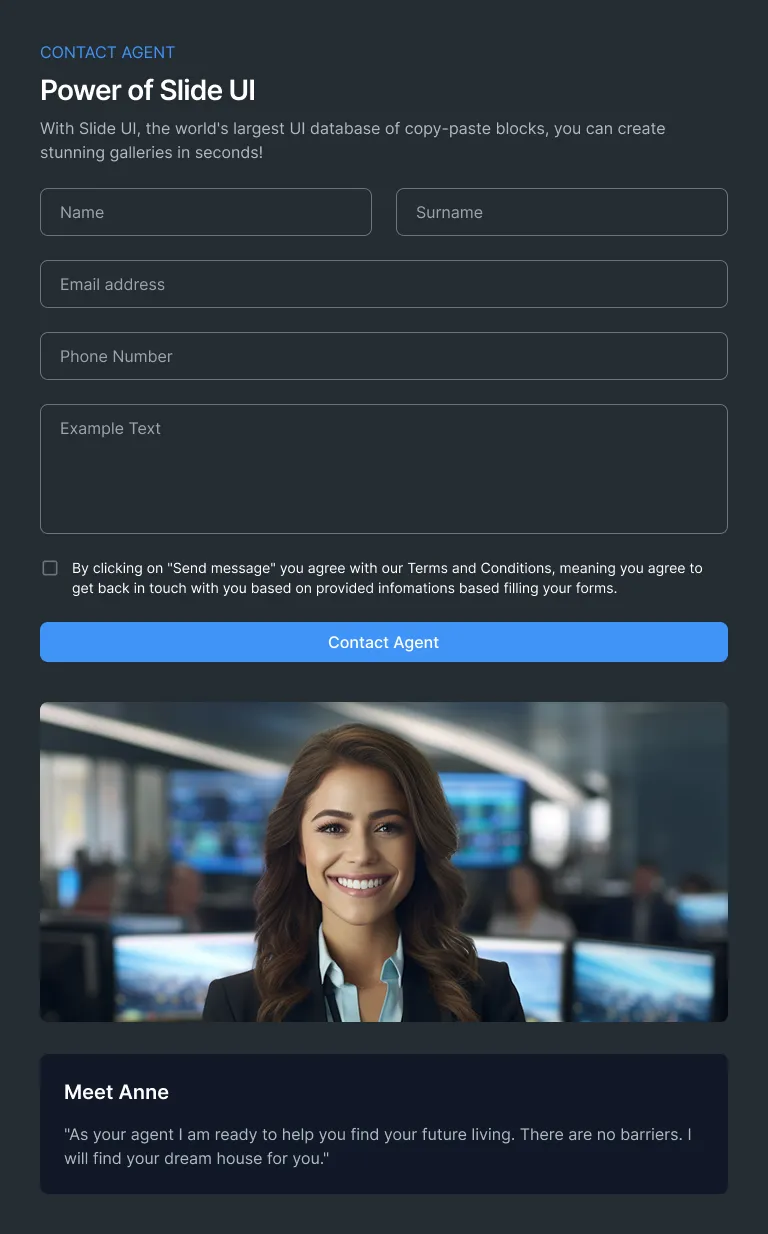 CONTACT AGENT
Power of Slide UI
With Slide UI, the world's largest UI database of copy-paste blocks, you can create
stunning galleries in seconds!
Name
Surname
Email address
Phone Number
Example Text
By clicking on "Send message" you agree with our Terms and Conditions, meaning you agree to
get back in touch with you based on provided infomations based filling your forms.
Contact Agent
Meet Anne
"As your agent I am ready to help you find your future living. There are no barriers. I
will find your dream house for you."